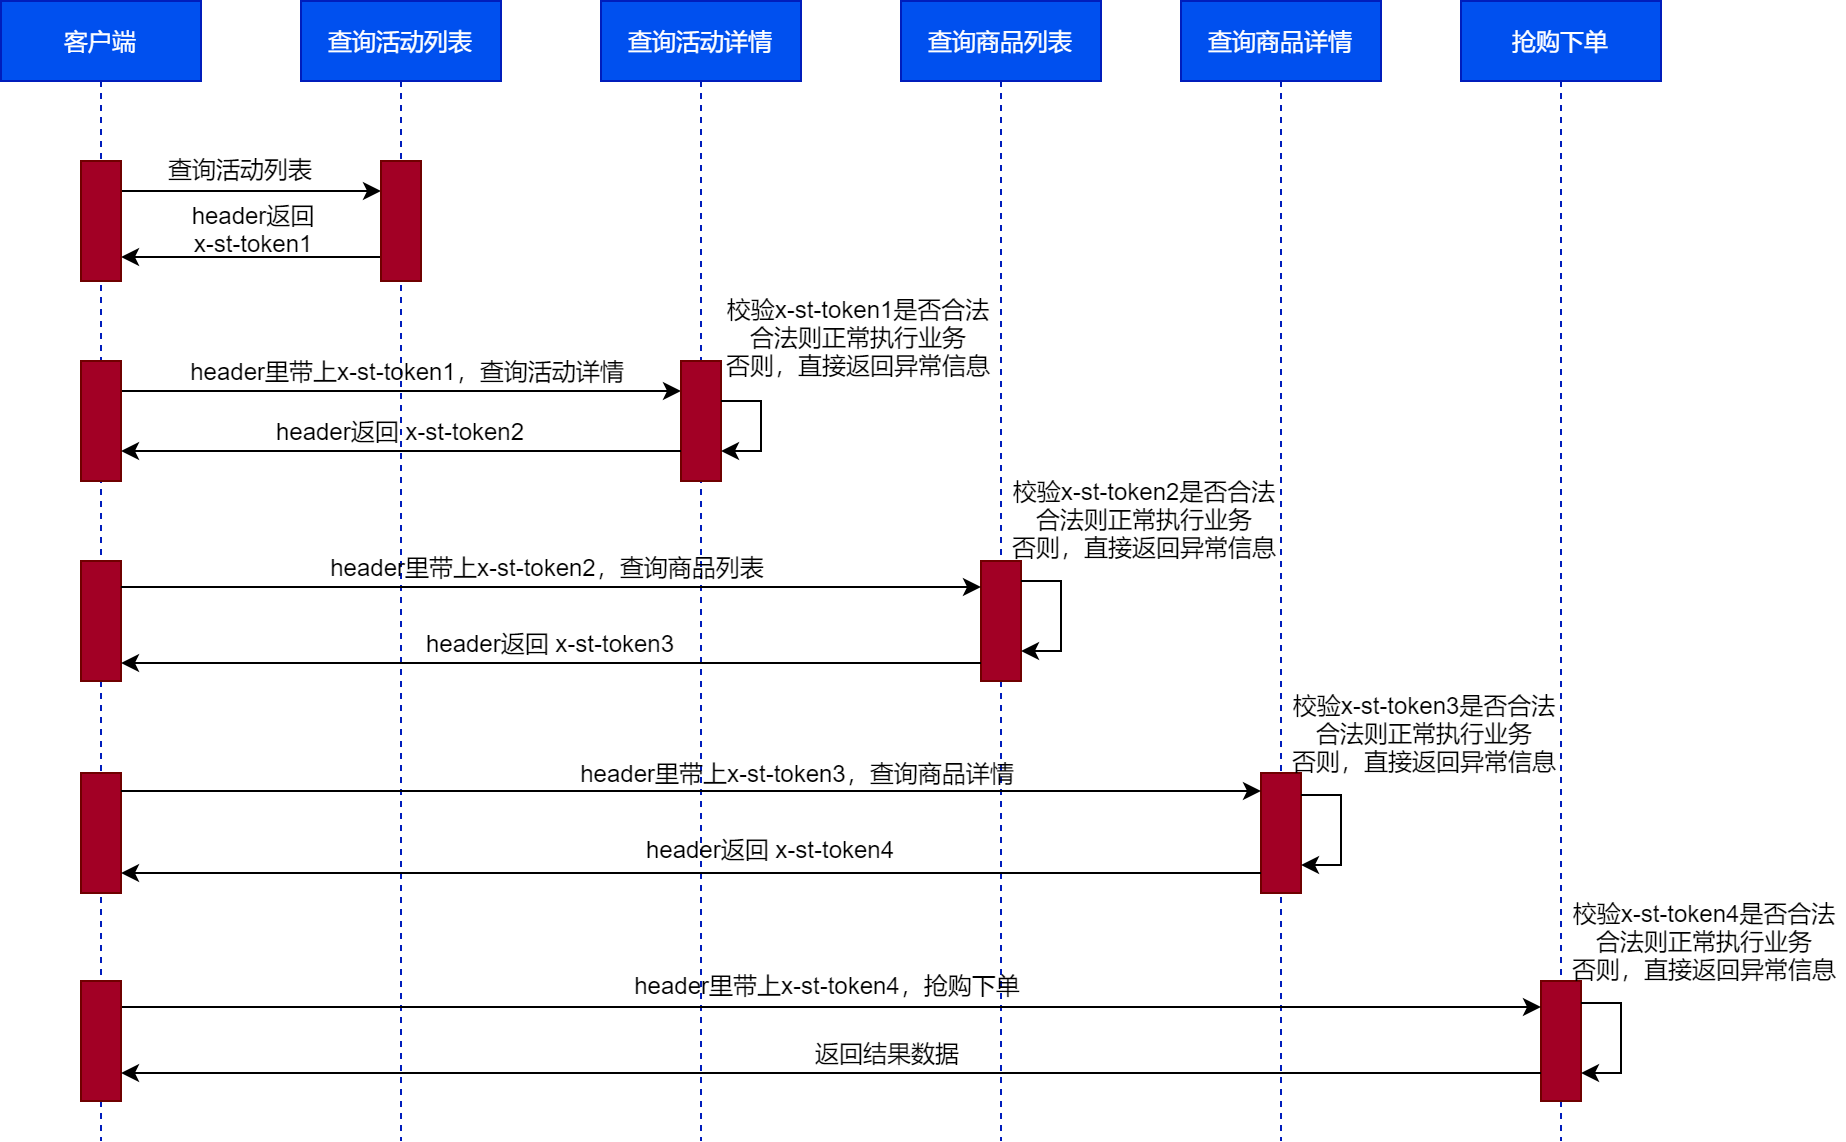 客户端
查询活动列表
查询活动详情
查询商品列表
查询商品详情
抢购下单
查询活动列表
header返回
x-st-token1
校验x-st-token1是否合法
合法则正常执行业务
否则，直接返回异常信息
header里带上x-st-token1，查询活动详情
header返回 x-st-token2
校验x-st-token2是否合法
合法则正常执行业务
否则，直接返回异常信息
header里带上x-st-token2，查询商品列表
header返回 x-st-token3
校验x-st-token3是否合法
合法则正常执行业务
否则，直接返回异常信息
header里带上x-st-token3，查询商品详情
header返回 x-st-token4
校验x-st-token4是否合法
合法则正常执行业务
否则，直接返回异常信息
header里带上x-st-token4，抢购下单
返回结果数据